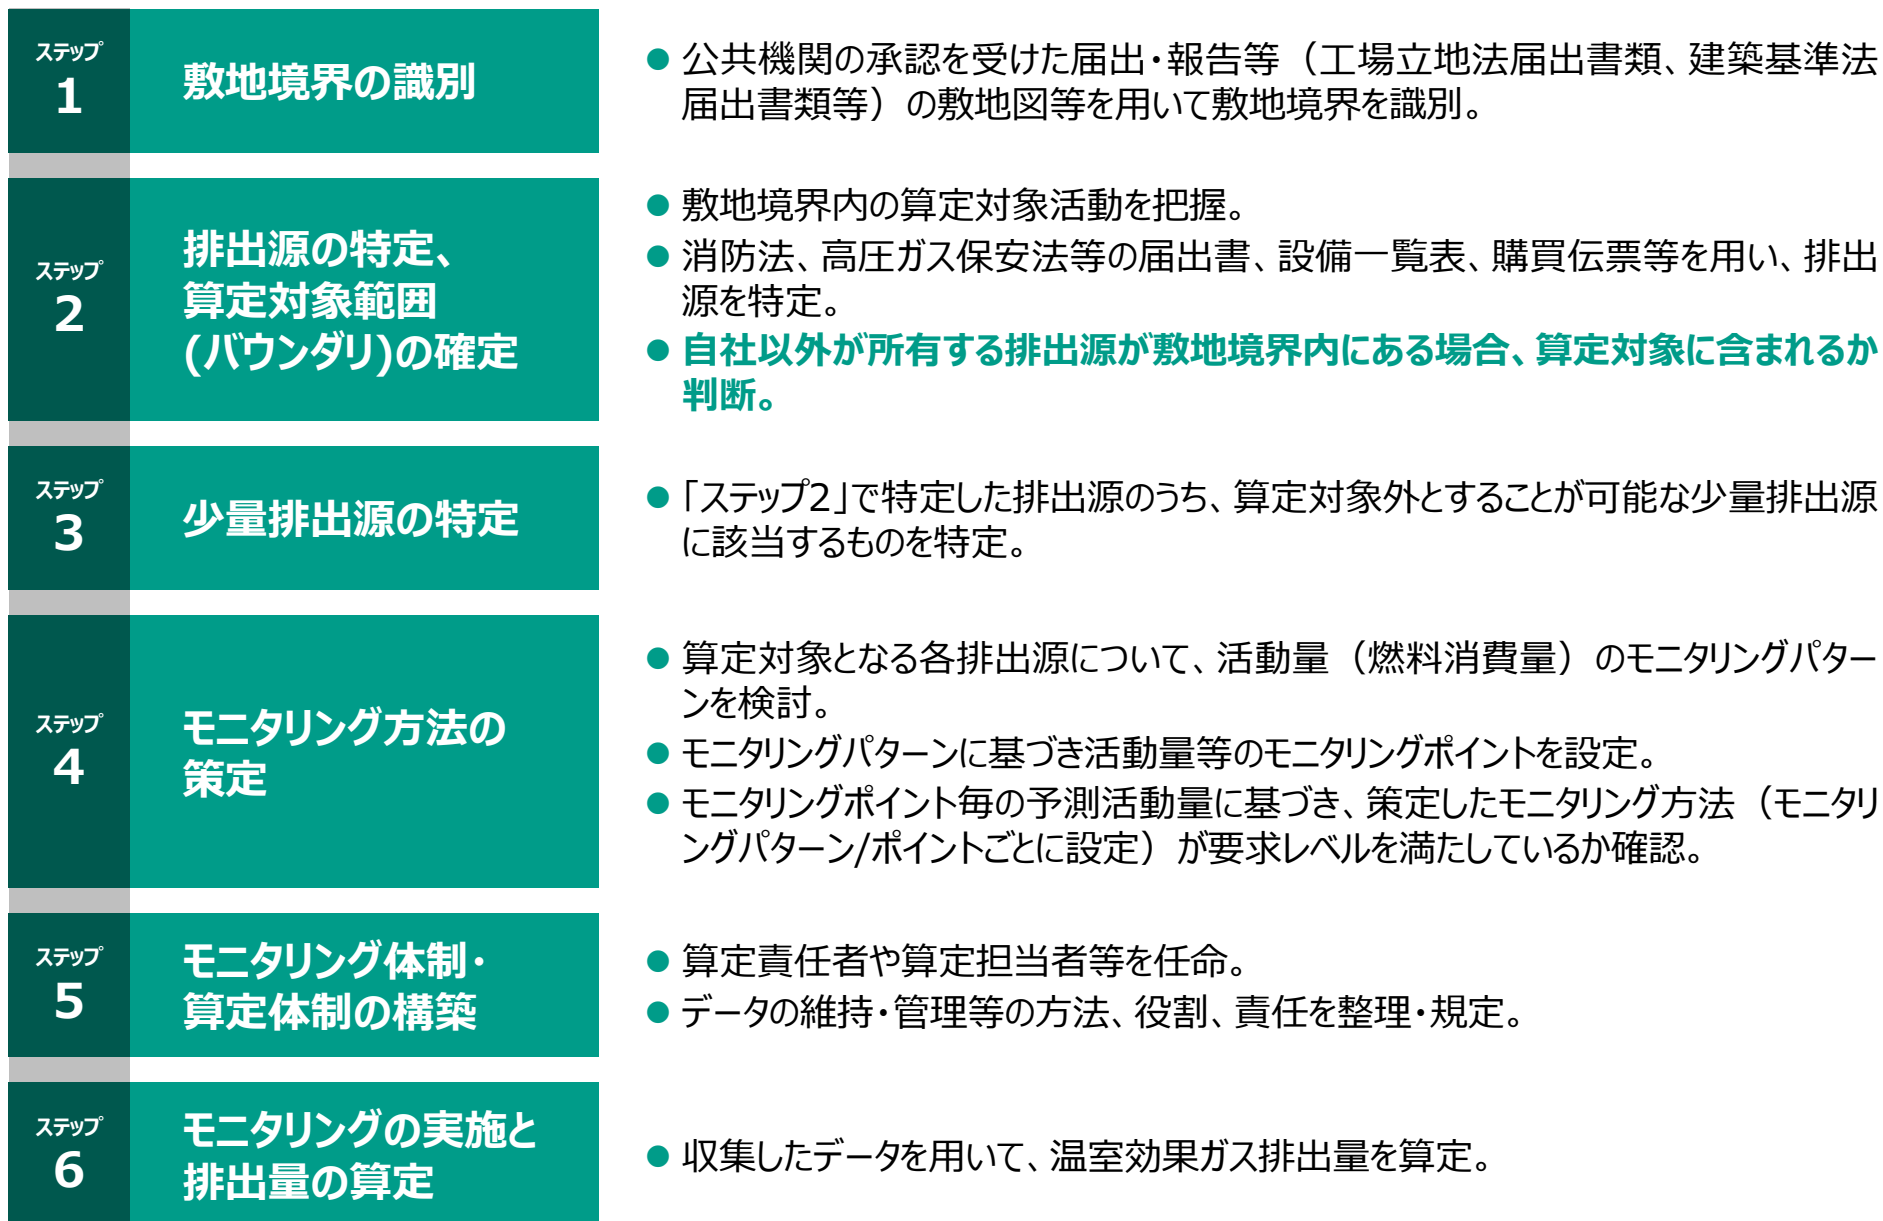 ステップ
1
敷地境界の識別
● 公共機関の承認を受けた届出・報告等（工場立地法届出書類、建築基準法
届出書類等）の敷地図等を用いて敷地境界を識別。
ステップ
2
排出源の特定、
算定対象範囲
(バウンダリ)の確定
● 敷地境界内の算定対象活動を把握。
● 消防法、高圧ガス保安法等の届出書、設備一覧表、購買伝票等を用い、排出
源を特定。
● 自社以外が所有する排出源が敷地境界内にある場合、算定対象に含まれるか
判断。
ステップ
3
少量排出源の特定
● 「ステップ2」で特定した排出源のうち、算定対象外とすることが可能な少量排出源
に該当するものを特定。
ステップ
4
モニタリング方法の
策定
● 算定対象となる各排出源について、活動量（燃料消費量）のモニタリングパター
ンを検討。
● モニタリングパターンに基づき活動量等のモニタリングポイントを設定。
● モニタリングポイント毎の予測活動量に基づき、策定したモニタリング方法（モニタリ
ングパターン/ポイントごとに設定）が要求レベルを満たしているか確認。
ステップ
5
モニタリング体制・
算定体制の構築
● 算定責任者や算定担当者等を任命。
● データの維持・管理等の方法、役割、責任を整理・規定。
ステップ
6
モニタリングの実施と
排出量の算定
● 収集したデータを用いて、温室効果ガス排出量を算定。